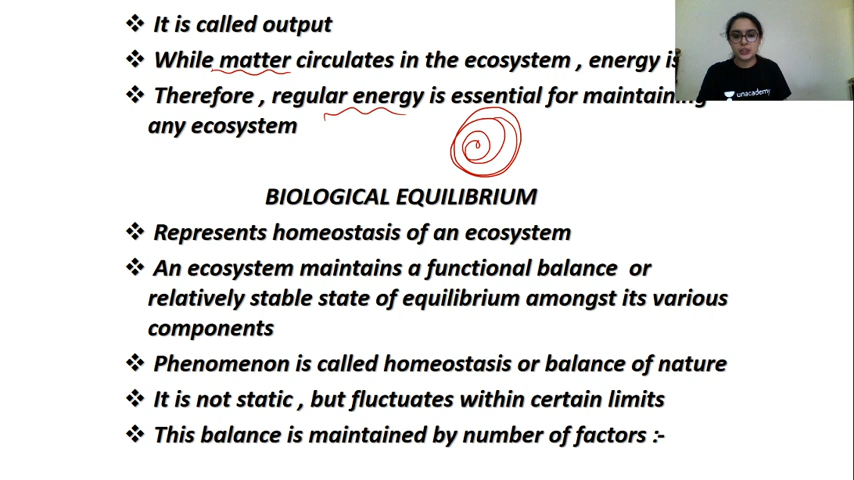 ❖ It is called output
❖ While matter circulates in the ecosystem , energy is
❖ Therefore , regular energy is essential for maintaining
any ecosystem
unacademy
BIOLOGICAL EQUILIBRIUM
❖ Represents homeostasis of an ecosystem
❖ An ecosystem maintains a functional balance or
relatively stable state of equilibrium amongst its various
components
❖ Phenomenon is called homeostasis or balance of nature
❖ It is not static , but fluctuates within certain limits
❖ This balance is maintained by number of factors :-